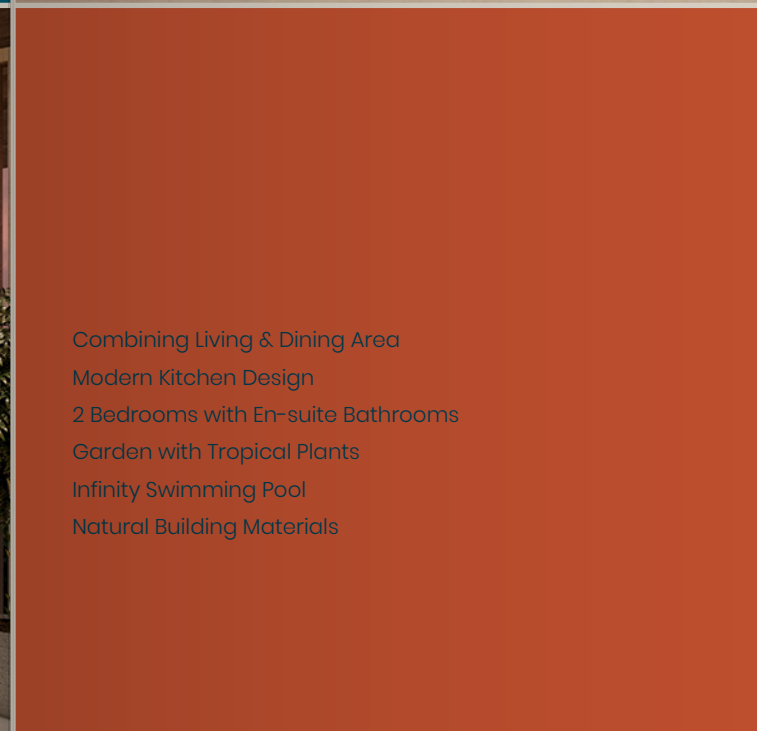 Combining Living & Dining Area
Modern Kitchen Design
2 Bedrooms with En-suite Bathrooms
Garden with Tropical Plants
Infinity Swimming Pool
Natural Building Materials